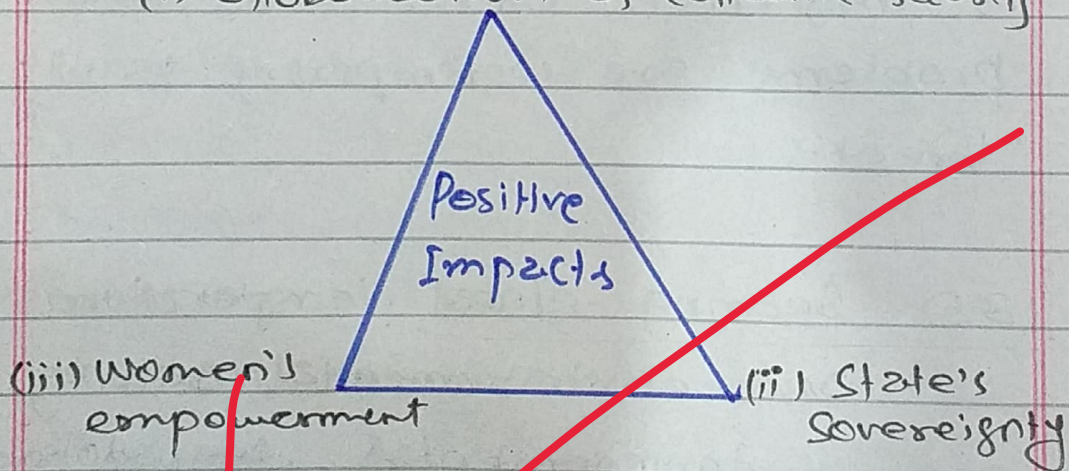 (i)
Positive
Impacts
(iii) Women's
empowerment
(ii) State's
sovereignty